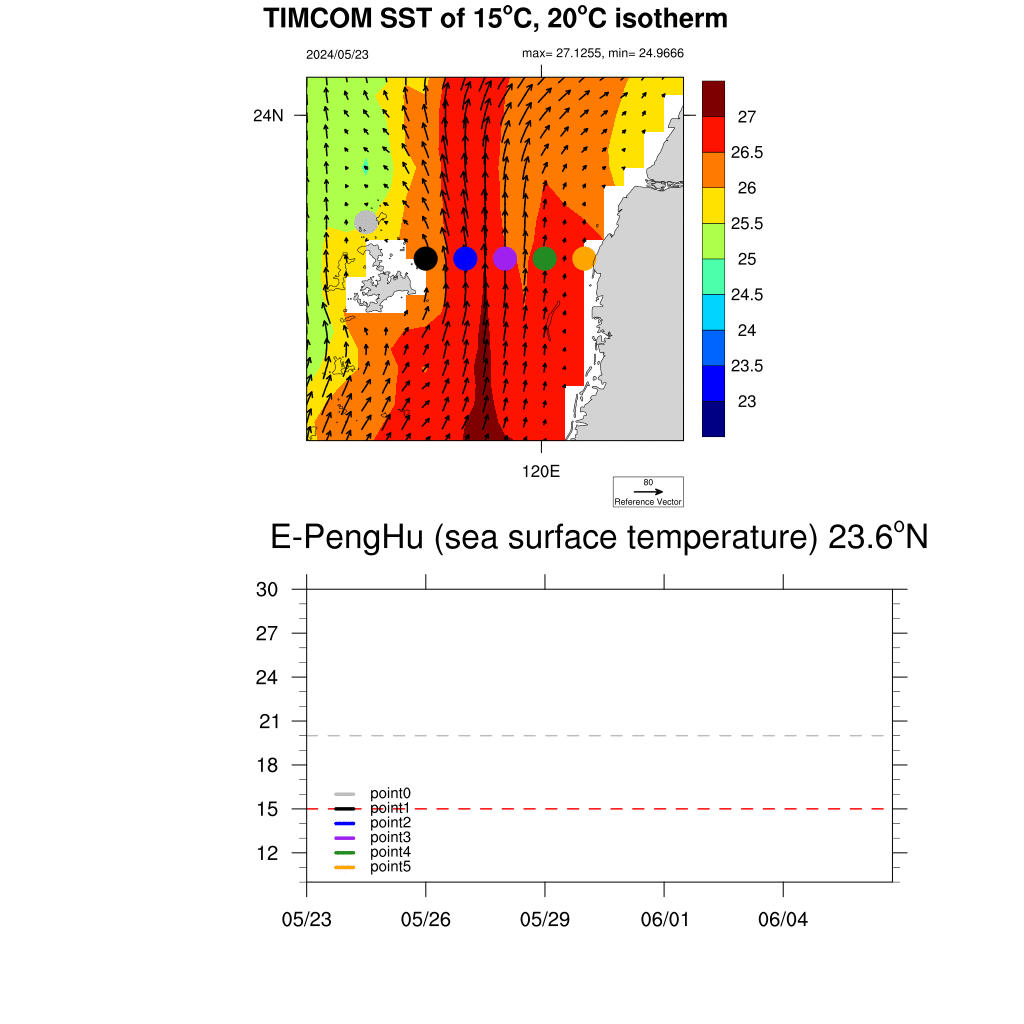 TIMCOM SST of 15°C, 20°C isotherm
2024/05/23
max= 27.1255, min= 24.9666
24N
27
26.5
26
25.5
25
24.5
24
23.5
23
120E
80
Reference Vector
E-PengHu (sea surface temperature) 23.6°N
30
27
24
21
18
15
12
point0
point1
point2
point3
point4
point5
05/23
05/26
05/29
06/01
06/04